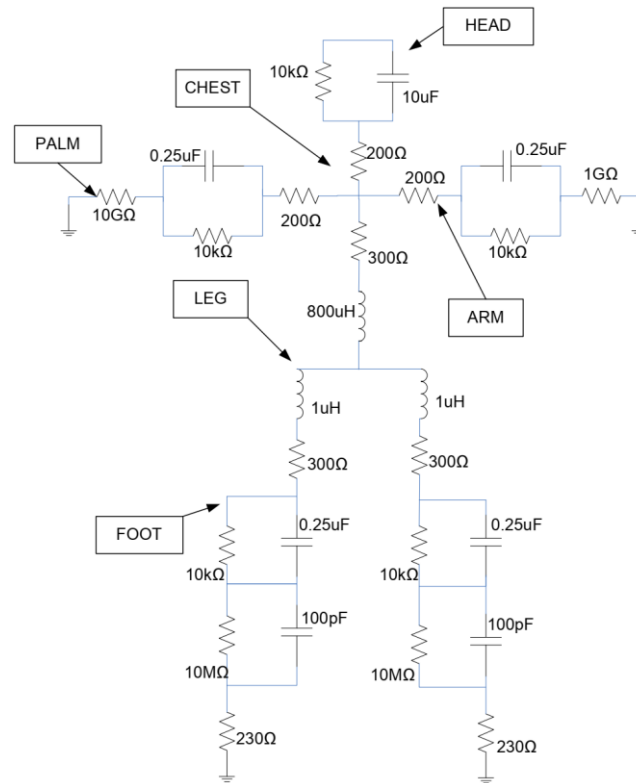 HEAD
10kΩ
10uF
CHEST
PALM
0.25uF
200Ω
0.25uF
200Ω
1GΩ
10GΩ
200Ω
10kΩ
10kΩ
300Ω
LEG
800uH
ARM
1uH
1uH
300Ω
300Ω
FOOT
0.25uF
0.25uF
10kΩ
10kΩ
100pF
100pF
10MΩ
10MΩ
230Ω
230Ω